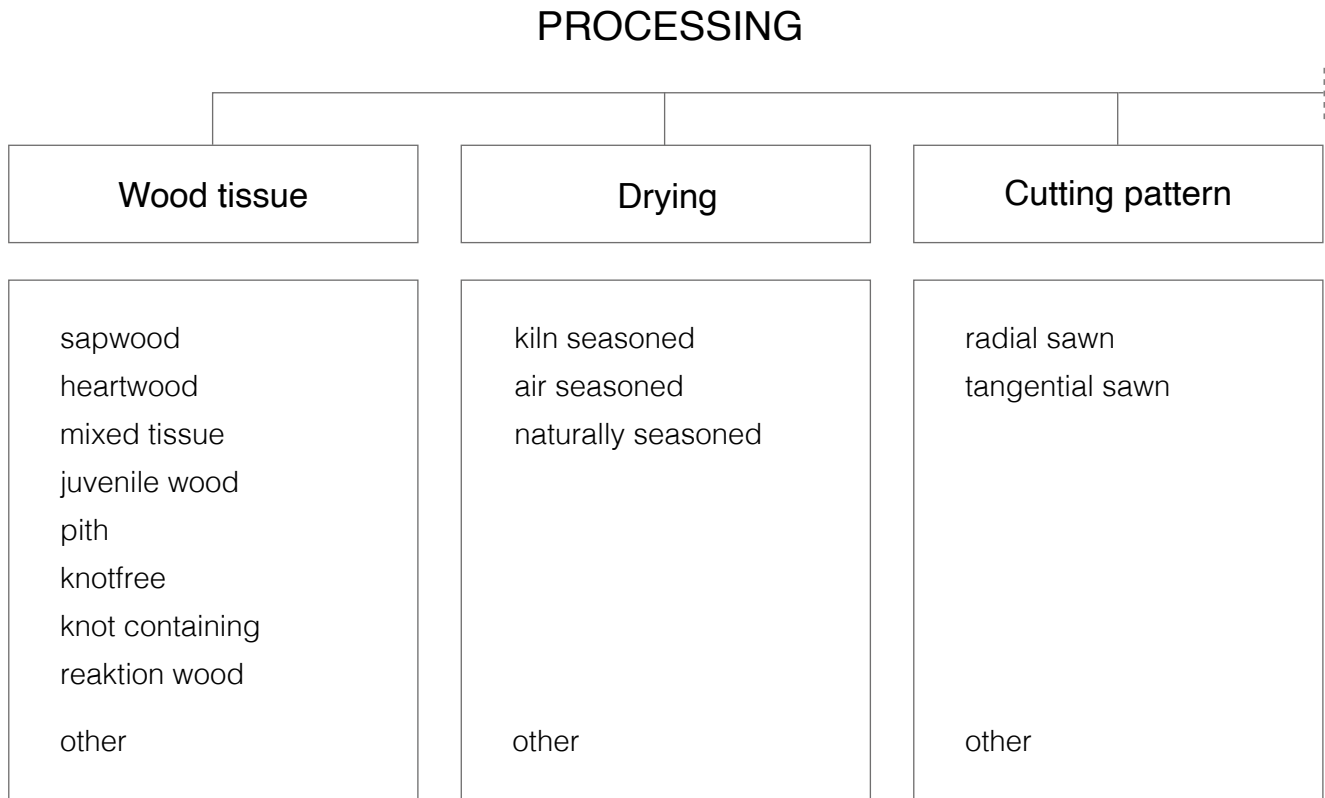 PROCESSING
Wood tissue
Drying
Cutting pattern
sapwood
heartwood
mixed tissue
juvenile wood
pith
knotfree
knot containing
reaktion wood
other
kiln seasoned
air seasoned
naturally seasoned
other
radial sawn
tangential sawn
other